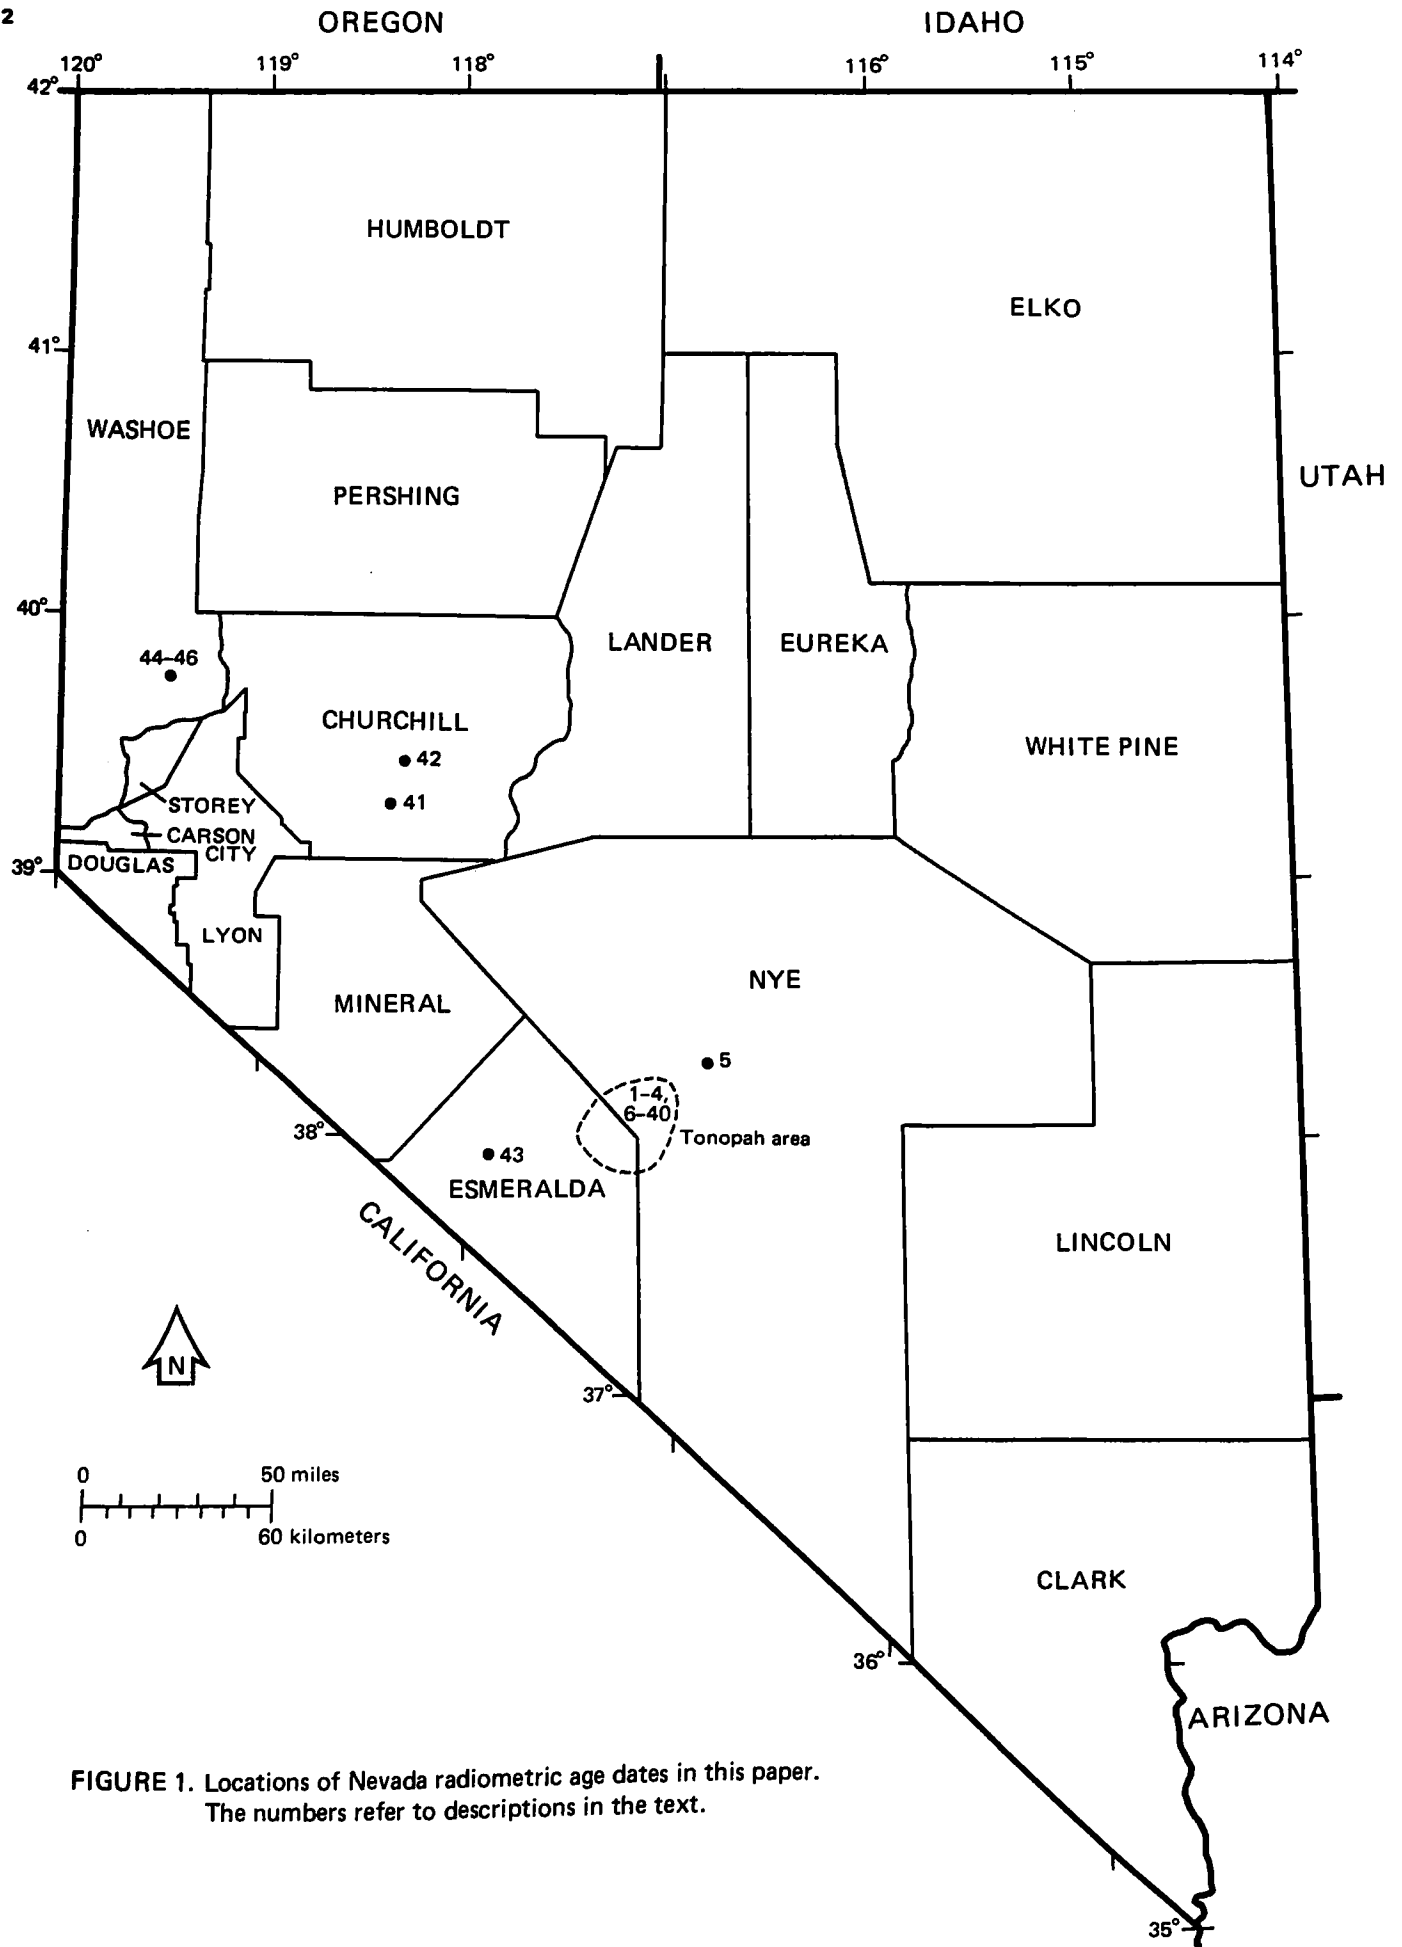 2
OREGON
IDAHO
120°
119°
118°
116°
115°
114°
42°
HUMBOLDT
ELKO
41°
WASHOE
UTAH
PERSHING
40°
LANDER
EUREKA
44–46
CHURCHILL
WHITE PINE
42
41
STOREY
CARSON
CITY
39°
DOUGLAS
LYON
NYE
MINERAL
5
1–4,
6–40
38°
Tonopah area
43
ESMERALDA
CALIFORNIA
LINCOLN
N
37°
0
50 miles
0
60 kilometers
CLARK
36°
ARIZONA
FIGURE 1. Locations of Nevada radiometric age dates in this paper.
The numbers refer to descriptions in the text.
35°